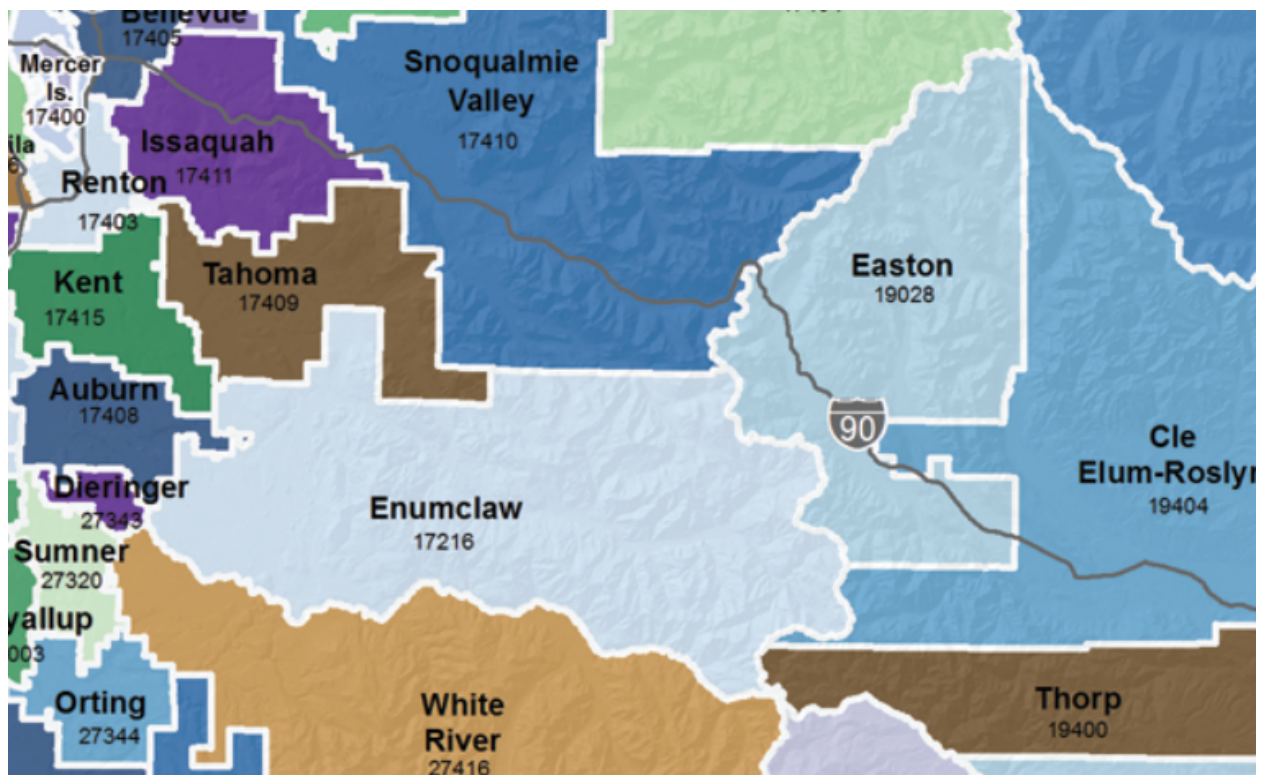 Bellevue
17405
Mercer
Is.
17400
Snoqualmie
Valley
17410
Issaquah
17411
ila
Renton
17403
Kent
17415
Tahoma
17409
Easton
19028
Auburn
17408
90
Cle
Elum-Roslyn
19404
Dieringer
27343
Enumclaw
17216
Sumner
27320
yallup
003
Orting
27344
White
River
27416
Thorp
19400